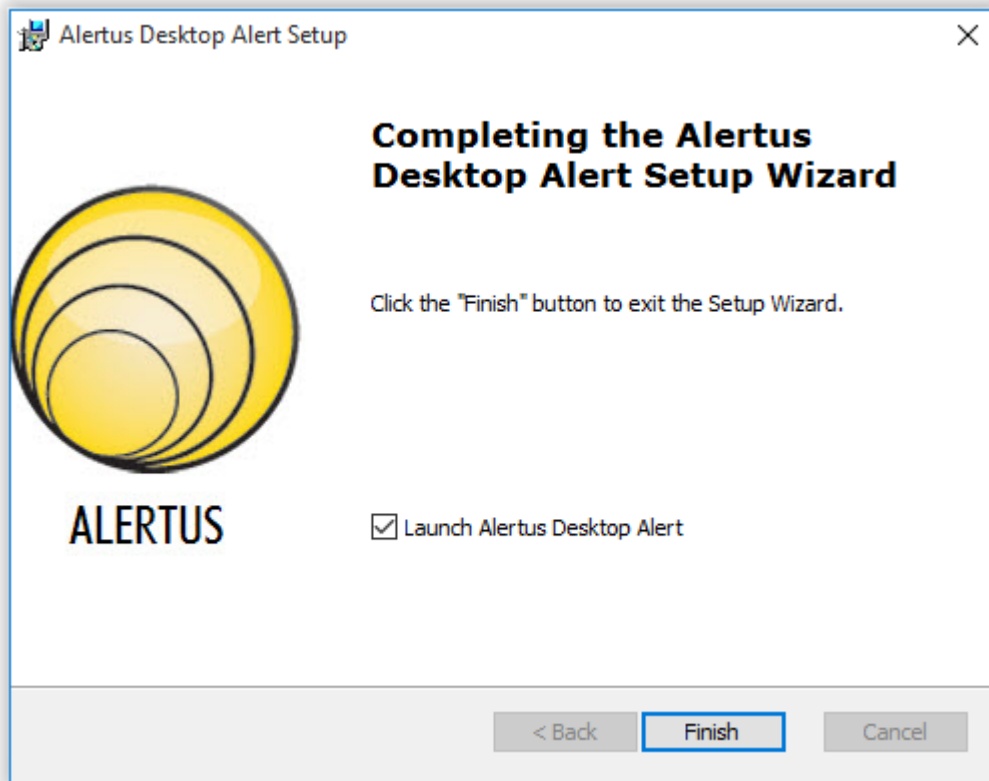 Alertus Desktop Alert Setup
Completing the Alertus
Desktop Alert Setup Wizard
Click the "Finish" button to exit the Setup Wizard.
ALERTUS
Launch Alertus Desktop Alert
< Back
Finish
Cancel